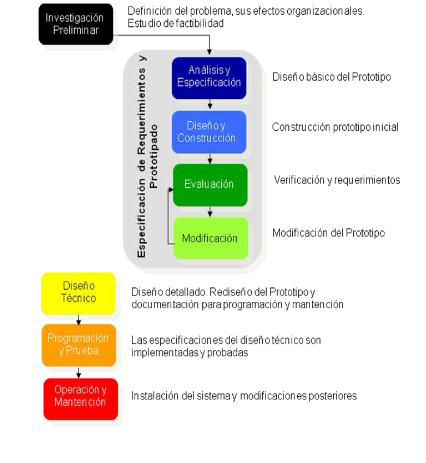 Investigación
Preliminar
Definición del problema, sus efectos organizacionales.
Estudio de factibilidad
Especificación de Requerimientos y
Prototipado
Análisis y
Especificación
Diseño básico del Prototipo
Diseño y
Construcción
Construcción prototipo inicial
Evaluación
Verificación y requerimientos
Modificación
Modificación del Prototipo
Diseño
Técnico
Diseño detallado. Rediseño del Prototipo y
documentación para programación y mantención
Programación
y Prueba
Las especificaciones del diseño técnico son
implementadas y probadas
Operación y
Mantención
Instalación del sistema y modificaciones posteriores